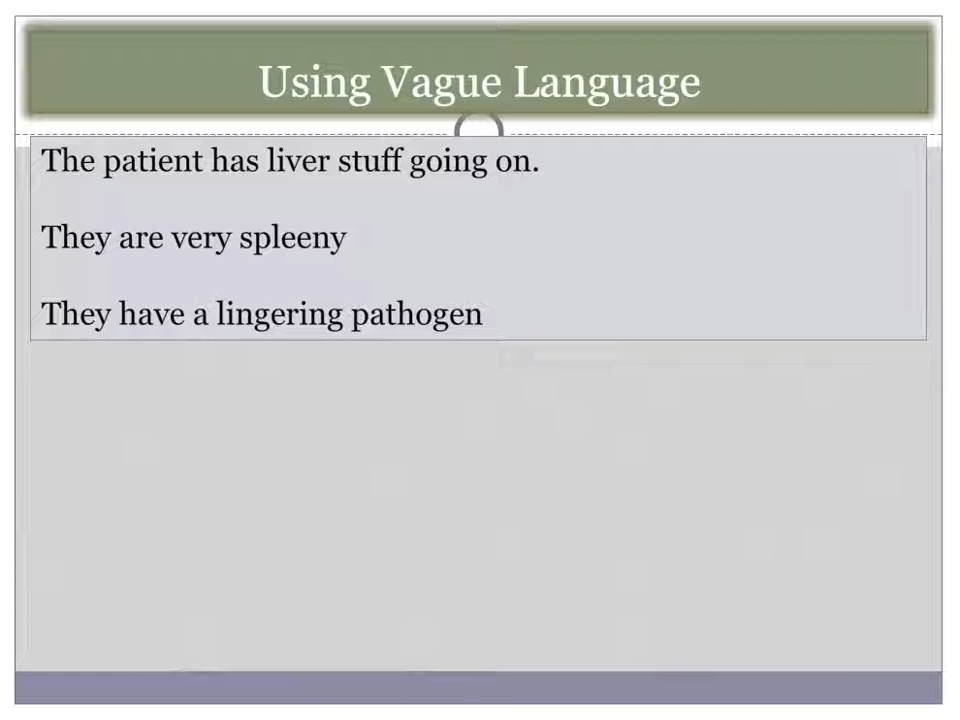 Using Vague Language
The patient has liver stuff going on.
They are very spleeny
They have a lingering pathogen